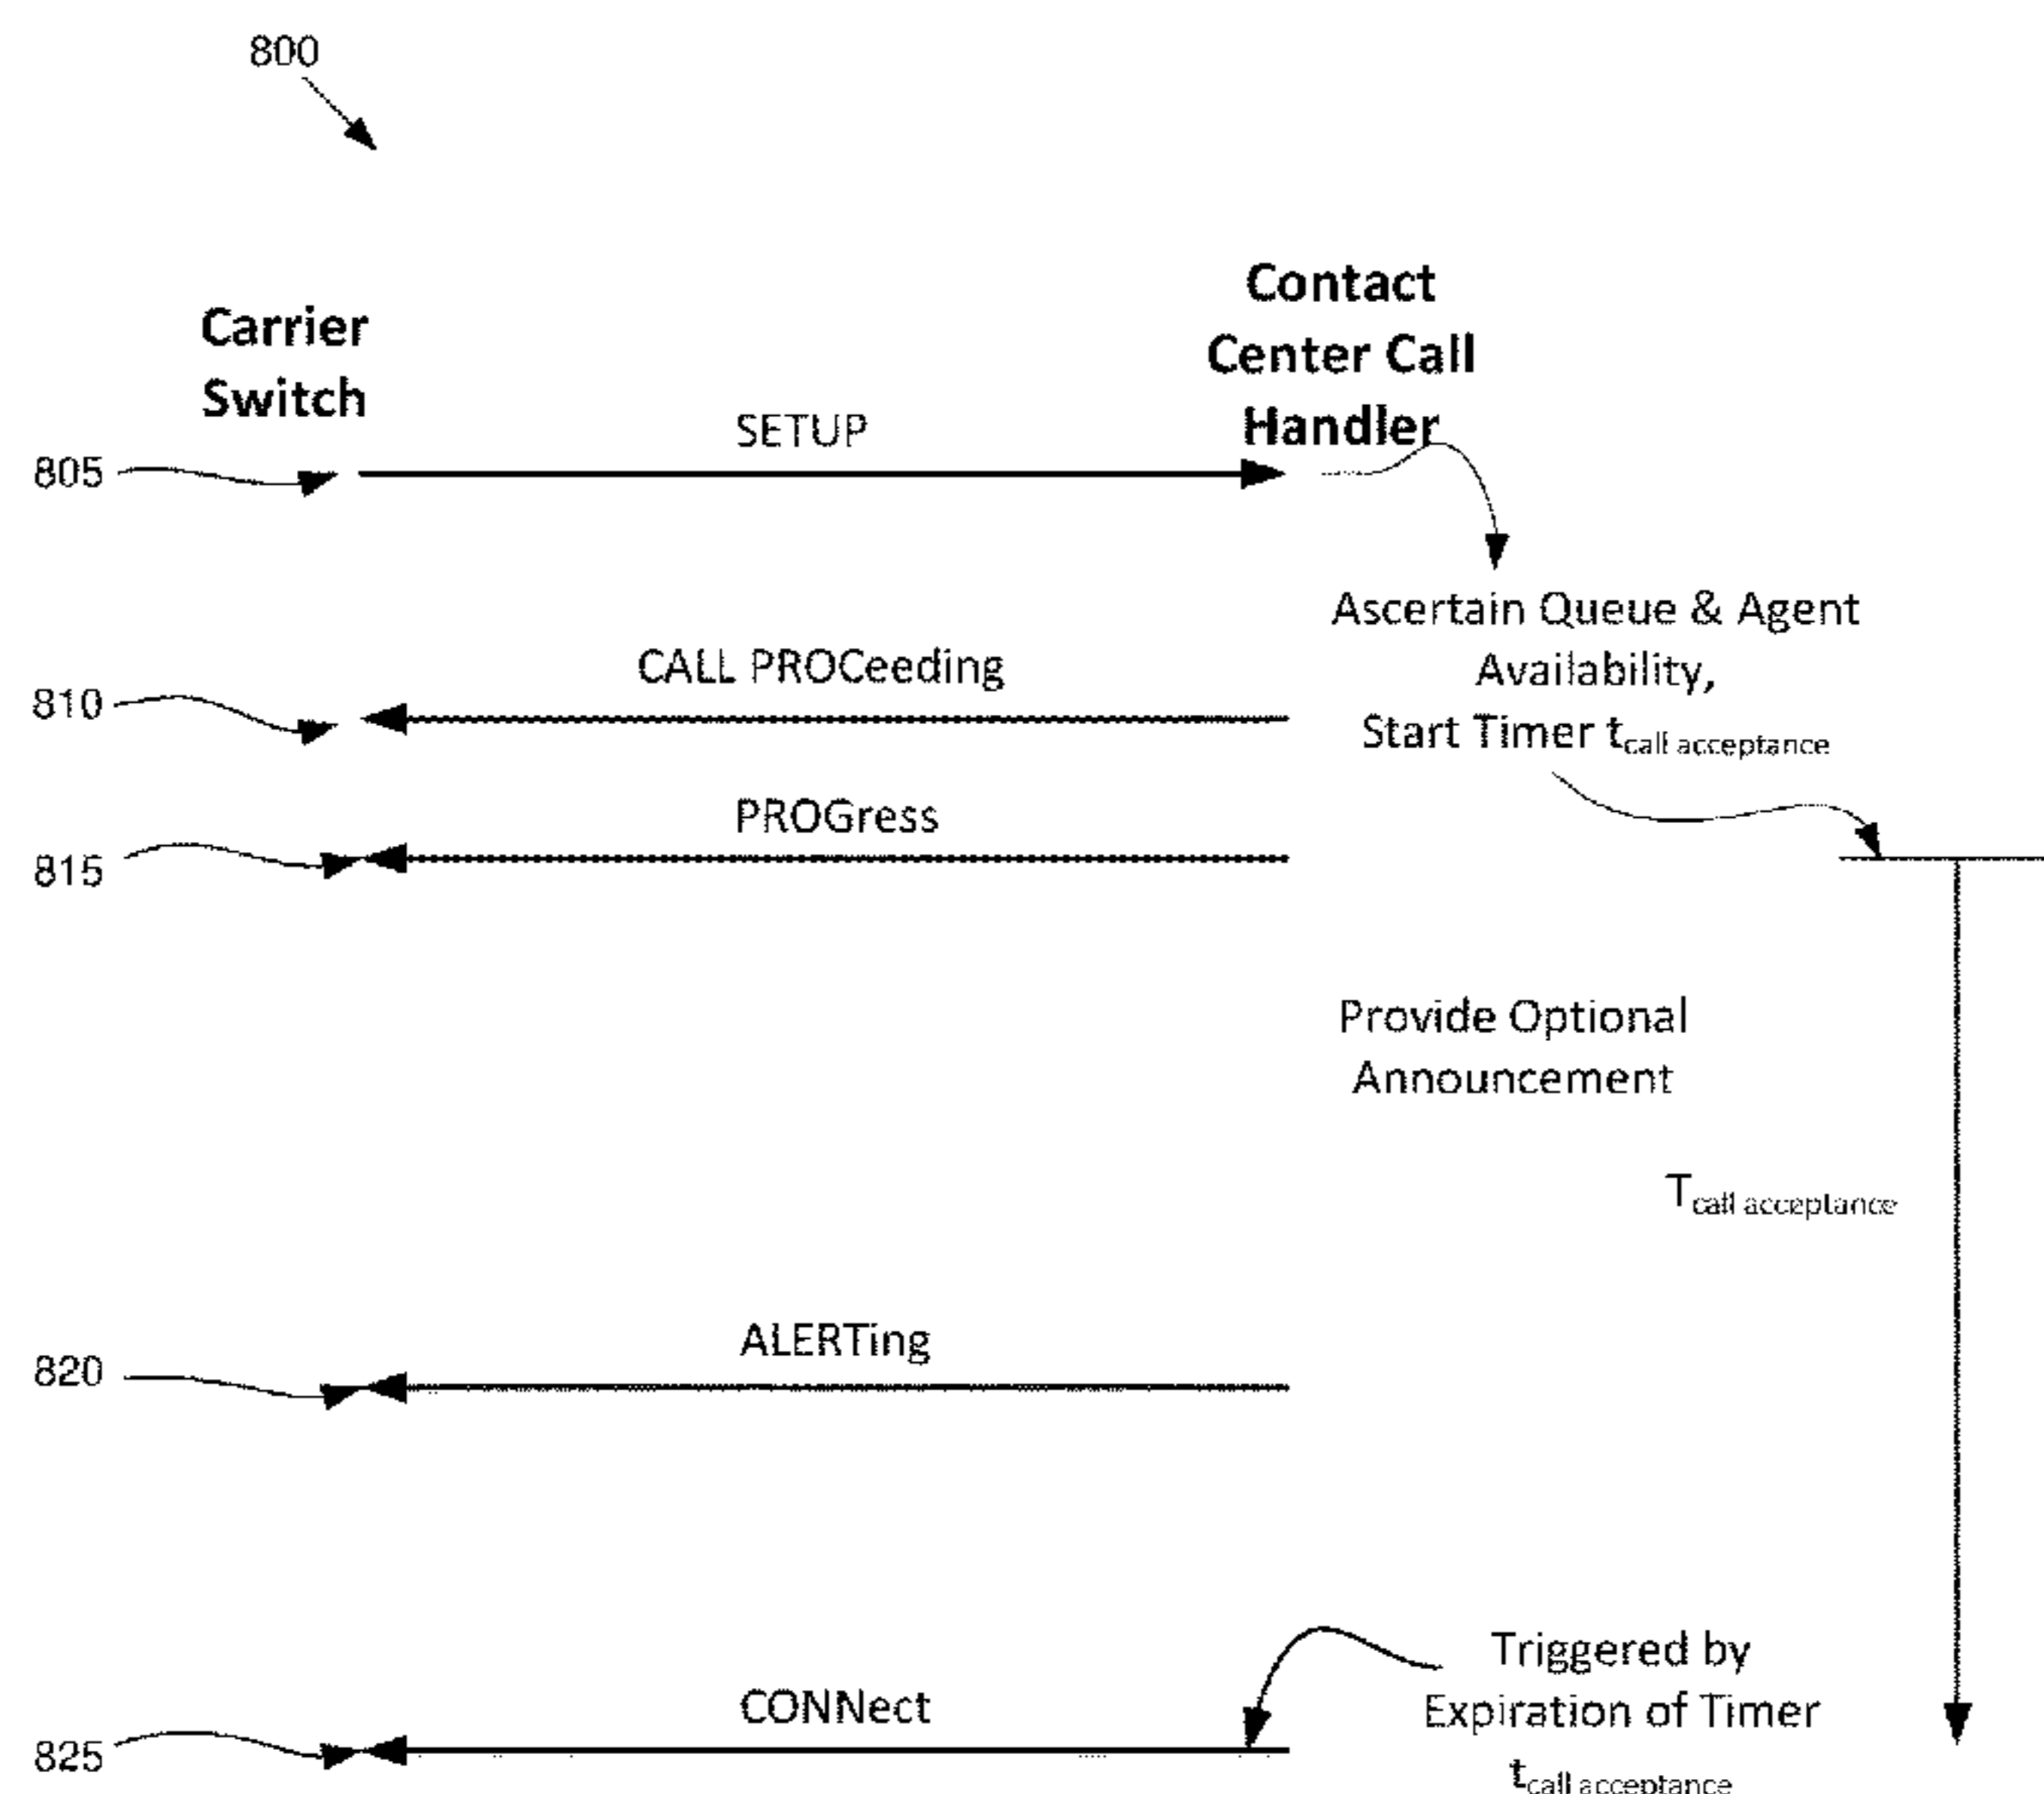 800
Carrier
Switch
Contact
Center Call
Handler
SETUP
805
Ascertain Queue & Agent
Availability,
Start Timer tcall acceptance
CALL PROCeeding
810
PROGress
815
Provide Optional
Announcement
Tcall acceptance
ALERTing
820
Triggered by
Expiration of Timer
tcall acceptance
CONNect
825